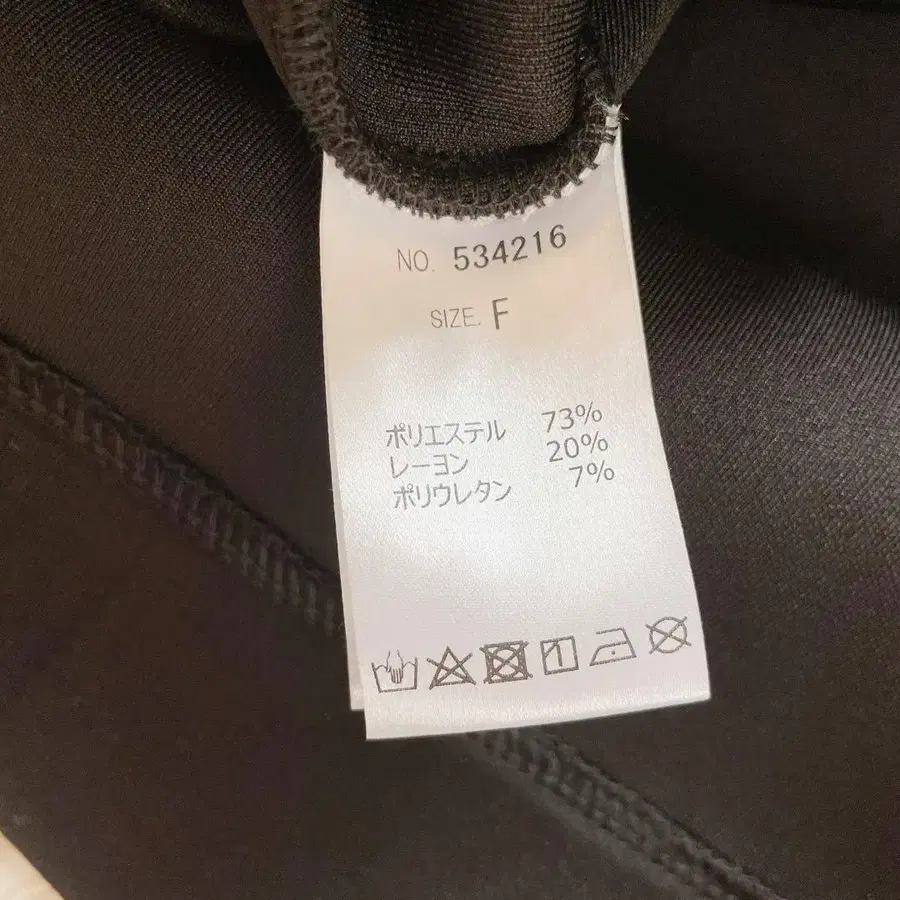 NO. 534216
SIZE. F
ポリエステル 73%
レーヨン 20%
ポリウレタン 7%